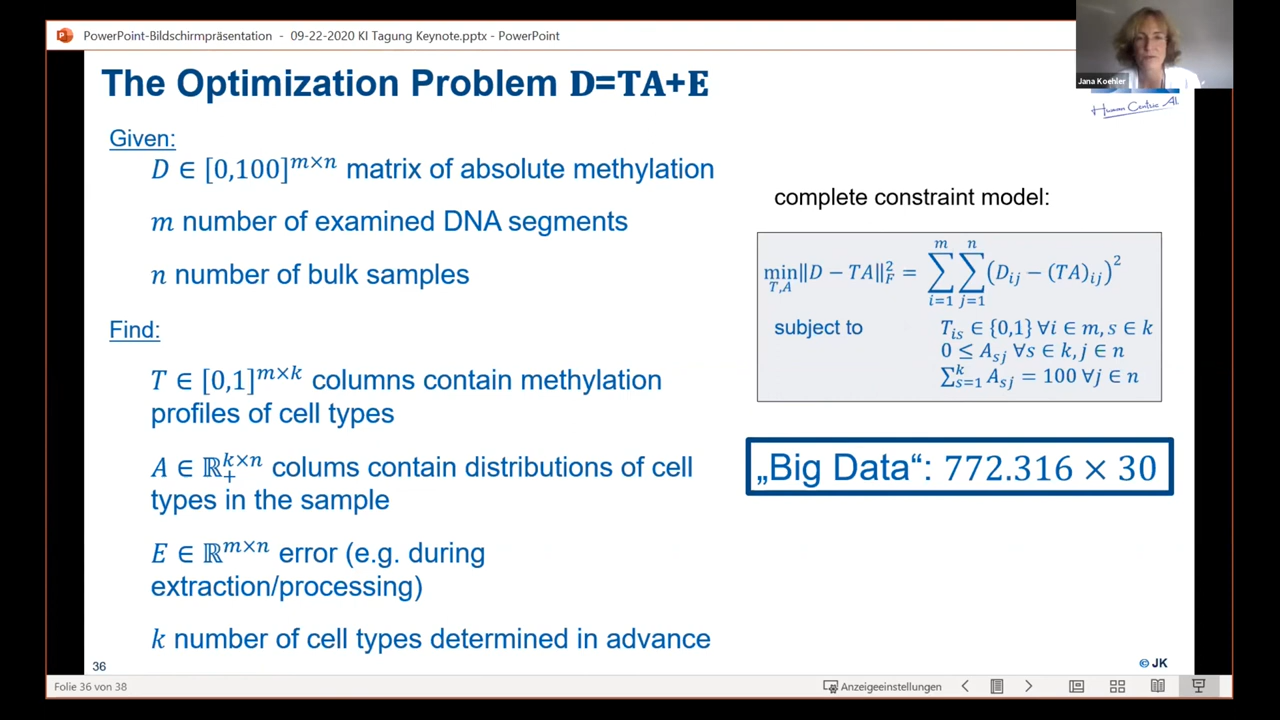 PowerPoint-Bildschirmpräsentation - 09-22-2020 KI Tagung Keynote.pptx - PowerPoint
Jana Koehler
The Optimization Problem D=TA+E
Human Centric AI
Given:
D ∈ [0,100]^{m×n} matrix of absolute methylation
m number of examined DNA segments
n number of bulk samples
Find:
T ∈ [0,1]^{m×k} columns contain methylation
profiles of cell types
A ∈ ℝ_+^{k×n} colums contain distributions of cell
types in the sample
E ∈ ℝ^{m×n} error (e.g. during
extraction/processing)
k number of cell types determined in advance
complete constraint model:
min_{T,A} ‖D − TA‖_F^2 = ∑_{i=1}^{m} ∑_{j=1}^{n} (D_{ij} − (TA)_{ij})^2
subject to T_{is} ∈ {0,1} ∀i ∈ m, s ∈ k
0 ≤ A_{sj} ∀s ∈ k, j ∈ n
∑_{s=1}^{k} A_{sj} = 100 ∀j ∈ n
„Big Data“: 772.316 × 30
36
© JK
Folie 36 von 38
Anzeigeeinstellungen